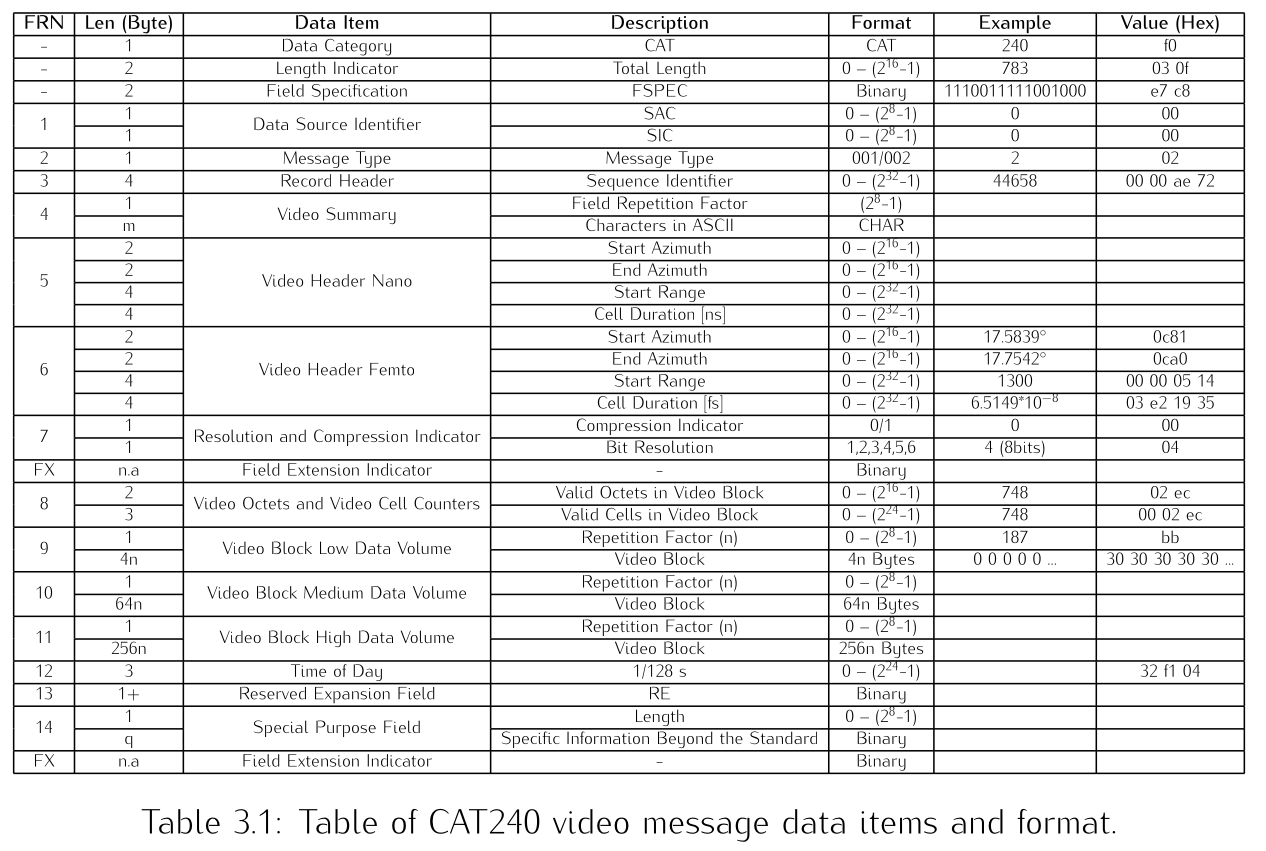 FRN Len (Byte) Data Item Description Format Example Value (Hex)
– 1 Data Category CAT CAT 240 f0
– 2 Length Indicator Total Length 0 – (2^16-1) 783 03 0f
– 2 Field Specification FSPEC Binary 1110011111001000 e7 c8
1 1 Data Source Identifier SAC 0 – (2^8-1) 0 00
1 SIC 0 – (2^8-1) 0 00
2 1 Message Type Message Type 001/002 2 02
3 4 Record Header Sequence Identifier 0 – (2^32-1) 44658 00 00 ae 72
4 1 Video Summary Field Repetition Factor (2^8-1)
m Characters in ASCII CHAR
5 2 Video Header Nano Start Azimuth 0 – (2^16-1)
2 End Azimuth 0 – (2^16-1)
4 Start Range 0 – (2^32-1)
4 Cell Duration [ns] 0 – (2^32-1)
6 2 Video Header Femto Start Azimuth 0 – (2^16-1) 17.5839° 0c81
2 End Azimuth 0 – (2^16-1) 17.7542° 0ca0
4 Start Range 0 – (2^32-1) 1300 00 00 05 14
4 Cell Duration [fs] 0 – (2^32-1) 6.5149*10^−8 03 e2 19 35
7 1 Resolution and Compression Indicator Compression Indicator 0/1 0 00
1 Bit Resolution 1,2,3,4,5,6 4 (8bits) 04
FX n.a Field Extension Indicator – Binary
8 2 Video Octets and Video Cell Counters Valid Octets in Video Block 0 – (2^16-1) 748 02 ec
3 Valid Cells in Video Block 0 – (2^24-1) 748 00 02 ec
9 1 Video Block Low Data Volume Repetition Factor (n) 0 – (2^8-1) 187 bb
4n Video Block 4n Bytes 0 0 0 0 0 ... 30 30 30 30 30 ...
10 1 Video Block Medium Data Volume Repetition Factor (n) 0 – (2^8-1)
64n Video Block 64n Bytes
11 1 Video Block High Data Volume Repetition Factor (n) 0 – (2^8-1)
256n Video Block 256n Bytes
12 3 Time of Day 1/128 s 0 – (2^24-1) 32 f1 04
13 1+ Reserved Expansion Field RE Binary
14 1 Special Purpose Field Length 0 – (2^8-1)
q Specific Information Beyond the Standard Binary
FX n.a Field Extension Indicator – Binary
Table 3.1: Table of CAT240 video message data items and format.